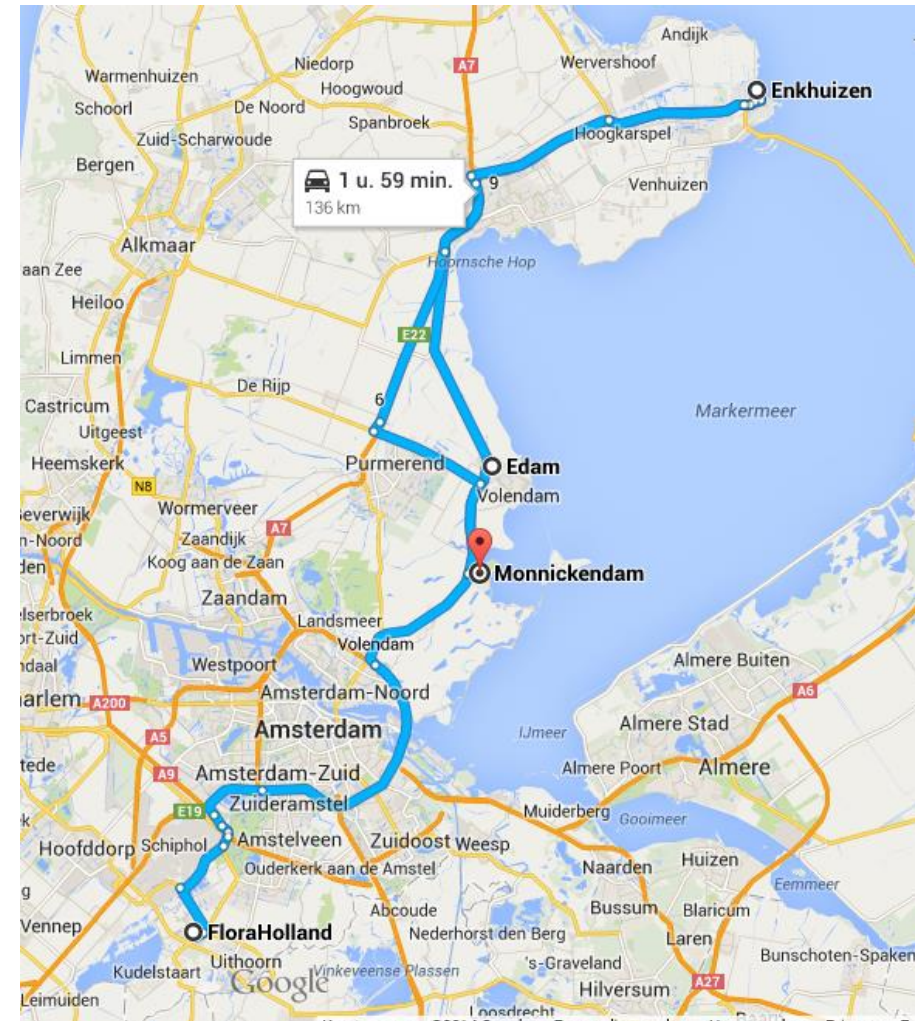 Andijk
Niedorp
A7
Wervershoof
Warmenhuizen
Hoogwoud
Enkhuizen
Schoorl
De Noord
Spanbroek
Hoogkarspel
Zuid-Scharwoude
Bergen
1 u. 59 min.
136 km
9
Venhuizen
Alkmaar
Hoornsche Hop
aan Zee
Heiloo
E22
Limmen
De Rijp
6
Castricum
Markermeer
Uitgeest
Heemskerk
Purmerend
Edam
N8
Volendam
Wormerveer
A7
Zaandijk
n-Noord
Koog aan de Zaan
Monnickendam
den
Zaandam
elserbroek
Landsmeer
ort-Zuid
Volendam
Westpoort
Almere Buiten
Amsterdam-Noord
A6
A200
Amsterdam
Almere Stad
A5
IJmeer
A9
Amsterdam-Zuid
Almere Poort
Almere
Zuideramstel
E19
Muiderberg
Gooimeer
Hoofddorp
Schiphol
Amstelveen
Zuidoost
Weesp
Ouderkerk aan de Amstel
Naarden
Huizen
Eemmeer
Abcoude
Bussum
Blaricum
Vennep
FloraHolland
Nederhorst den Berg
Laren
Uithoorn
Kudelstaart
Google
Vinkeveense Plassen
's-Graveland
Bunschoten-Spaken
Leimuiden
Hilversum
A27
Loosdrecht